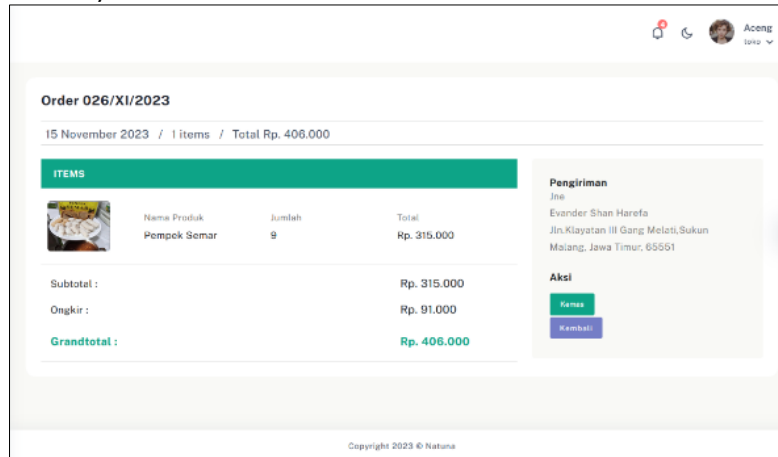 Aceng
toko
Order 026/XI/2023
15 November 2023 / 1 items / Total Rp. 406.000
ITEMS
Nama Produk Jumlah Total
Pempek Semar 9 Rp. 315.000
Subtotal : Rp. 315.000
Ongkir : Rp. 91.000
Grandtotal : Rp. 406.000
Pengiriman
Jne
Evander Shan Harefa
Jln.Klayatan III Gang Melati,Sukun
Malang, Jawa Timur, 65551
Aksi
Kemas
Kembali
Copyright 2023 © Natuna